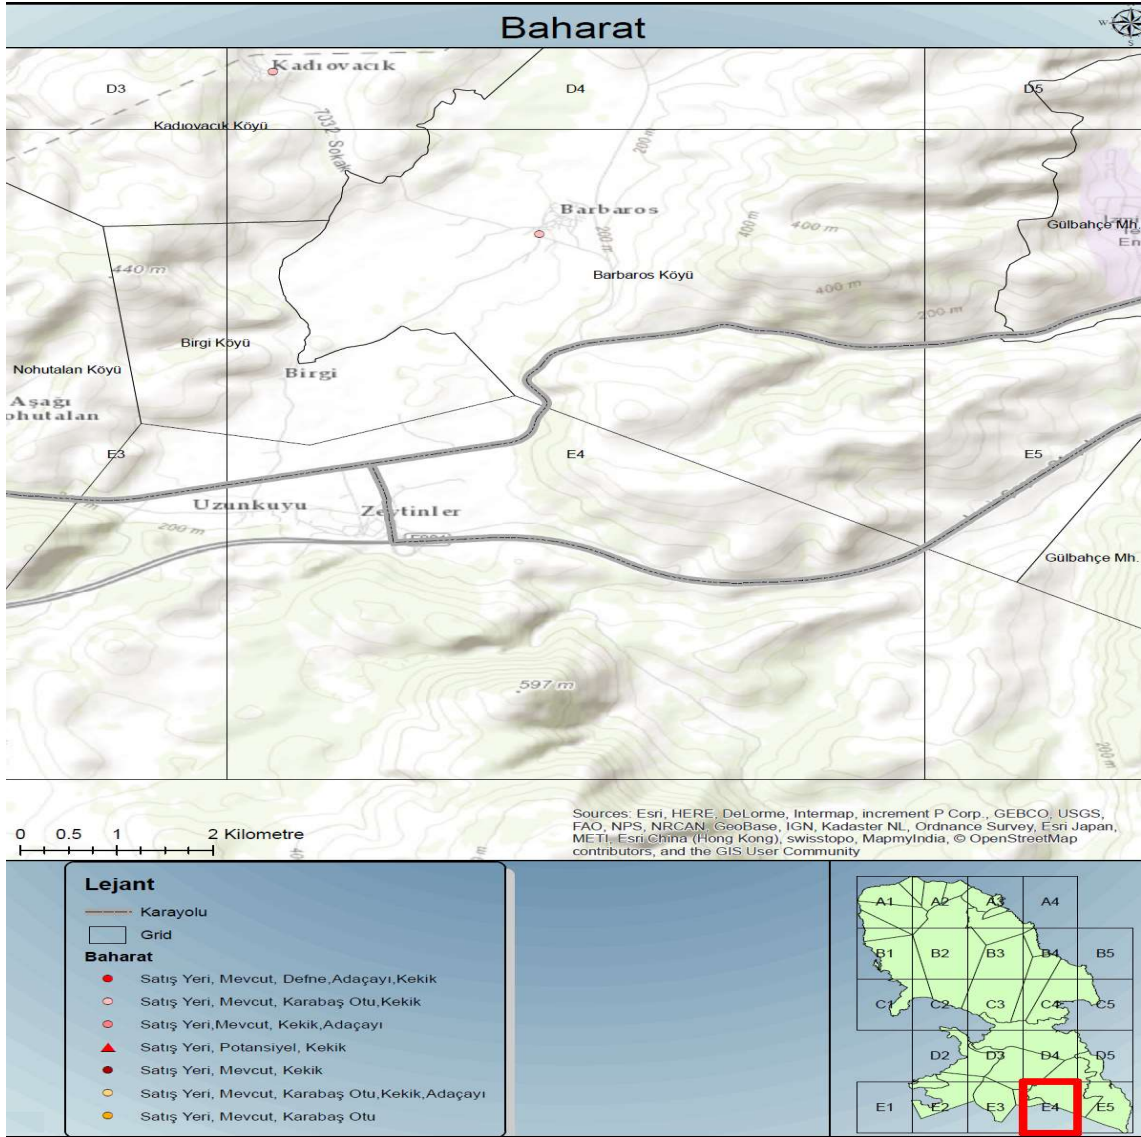 Baharat
W
S
Kadıovacık
D3
D4
D5
Kadıovacık Köyü
7032 Sokak
200 m
Barbaros
200 m
400 m
400 m
Gülbahçe Mh.
440 m
Barbaros Köyü
400 m
200 m
Birgi Köyü
Nohutalan Köyü
Birgi
Aşağı
E3
E4
E5
Uzunkuyu
Zeytinler
200 m
Gülbahçe Mh.
597 m
200 m
0 0.5 1 2 Kilometre
Sources: Esri, HERE, DeLorme, Intermap, increment P Corp., GEBCO, USGS,
FAO, NPS, NRCAN, GeoBase, IGN, Kadaster NL, Ordnance Survey, Esri Japan,
METI, Esri China (Hong Kong), swisstopo, MapmyIndia, © OpenStreetMap
contributors, and the GIS User Community
Lejant
Karayolu
Grid
Baharat
Satış Yeri, Mevcut, Defne,Adaçayı,Kekik
Satış Yeri, Mevcut, Karabaş Otu,Kekik
Satış Yeri,Mevcut, Kekik,Adaçayı
Satış Yeri, Potansiyel, Kekik
Satış Yeri, Mevcut, Kekik
Satış Yeri, Mevcut, Karabaş Otu,Kekik,Adaçayı
Satış Yeri, Mevcut, Karabaş Otu
A1 A2 A3 A4
B1 B2 B3 B4 B5
C1 C2 C3 C4 C5
D2 D3 D4 D5
E1 E2 E3 E4 E5